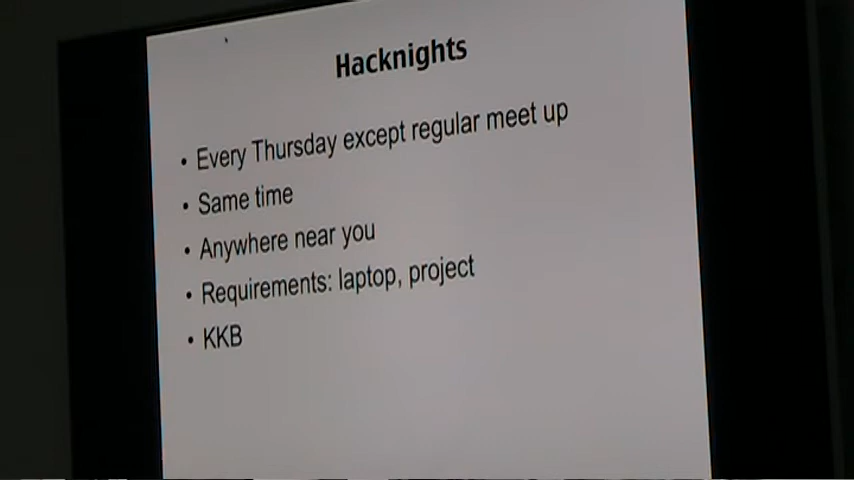 Hacknights
• Every Thursday except regular meet up
• Same time
• Anywhere near you
• Requirements: laptop, project
• KKB